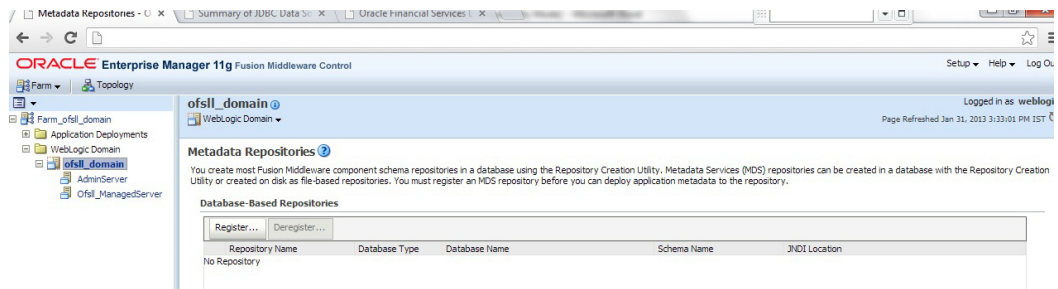 Metadata Repositories - O
Summary of JDBC Data So
Oracle Financial Services L
ORACLE Enterprise Manager 11g Fusion Middleware Control
Setup Help Log Ou
Farm Topology
ofsll_domain
Logged in as weblogi
WebLogic Domain
Page Refreshed Jan 31, 2013 3:33:01 PM IST
Farm_ofsll_domain
Application Deployments
WebLogic Domain
ofsll_domain
AdminServer
Ofsll_ManagedServer
Metadata Repositories
You create most Fusion Middleware component schema repositories in a database using the Repository Creation Utility. Metadata Services (MDS) repositories can be created in a database with the Repository Creation
Utility or created on disk as file-based repositories. You must register an MDS repository before you can deploy application metadata to the repository.
Database-Based Repositories
Register... Deregister...
Repository Name Database Type Database Name Schema Name JNDI Location
No Repository